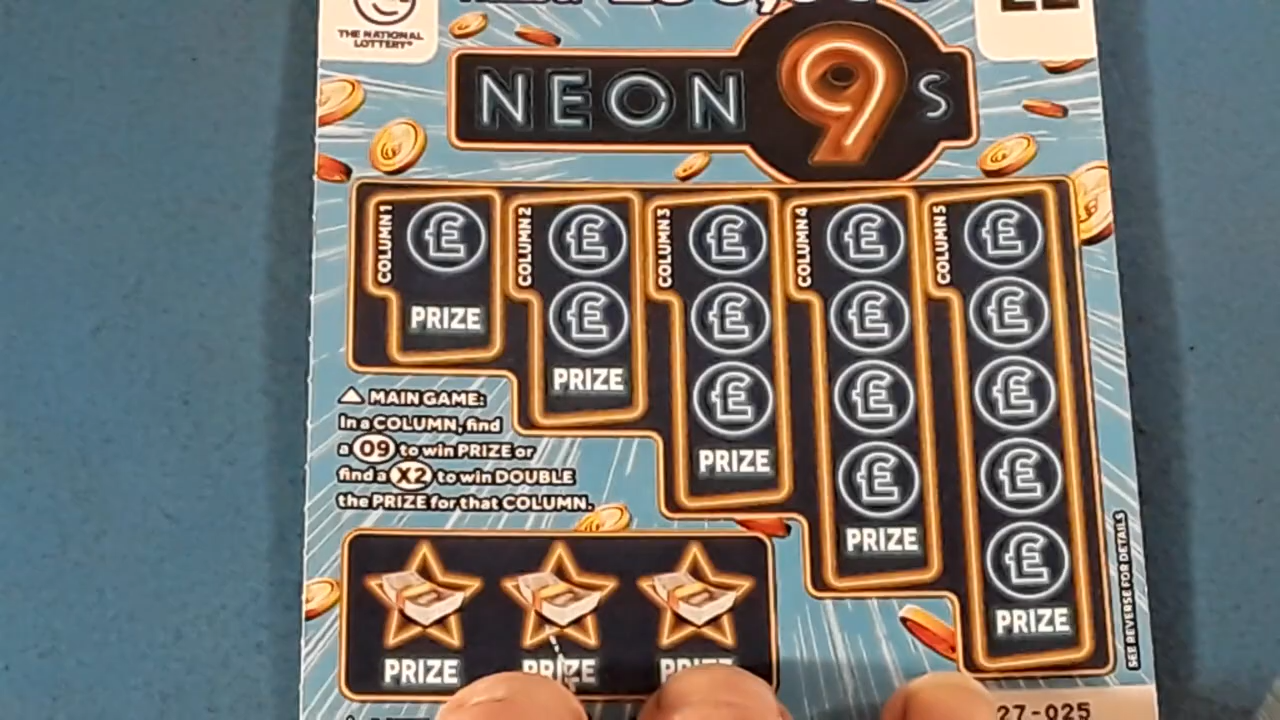 THE NATIONAL
LOTTERY®
NEON 9s
COLUMN 1
£
PRIZE
COLUMN 2
£
£
PRIZE
COLUMN 3
£
£
£
PRIZE
COLUMN 4
£
£
£
£
PRIZE
COLUMN 5
£
£
£
£
£
PRIZE
MAIN GAME:
In a COLUMN, find
a 09 to win PRIZE or
find a X2 to win DOUBLE
the PRIZE for that COLUMN.
PRIZE PRIZE PRIZE
SEE REVERSE FOR DETAILS
27-025